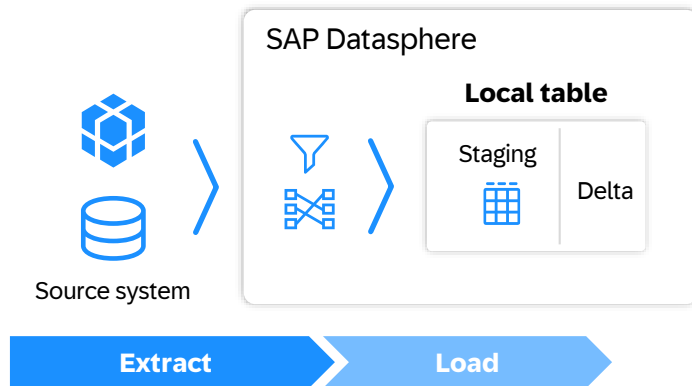 SAP Datasphere
Local table
Staging
Delta
Source system
Extract
Load